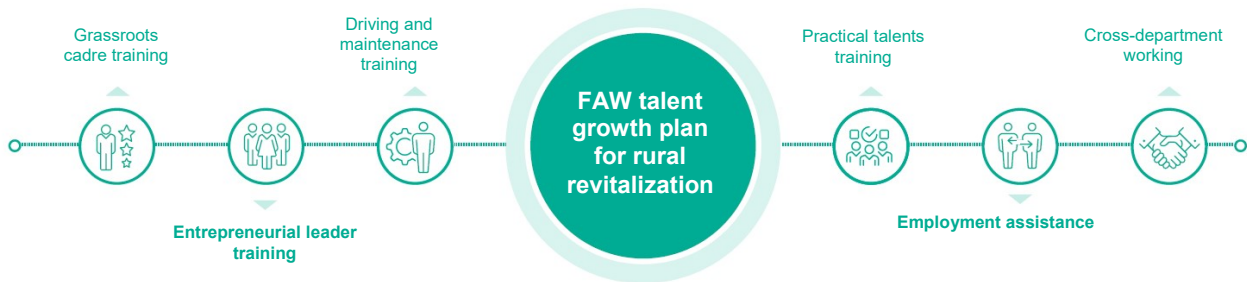 Grassroots
cadre training
Entrepreneurial leader
training
Driving and
maintenance
training
FAW talent
growth plan
for rural
revitalization
Practical talents
training
Employment assistance
Cross-department
working